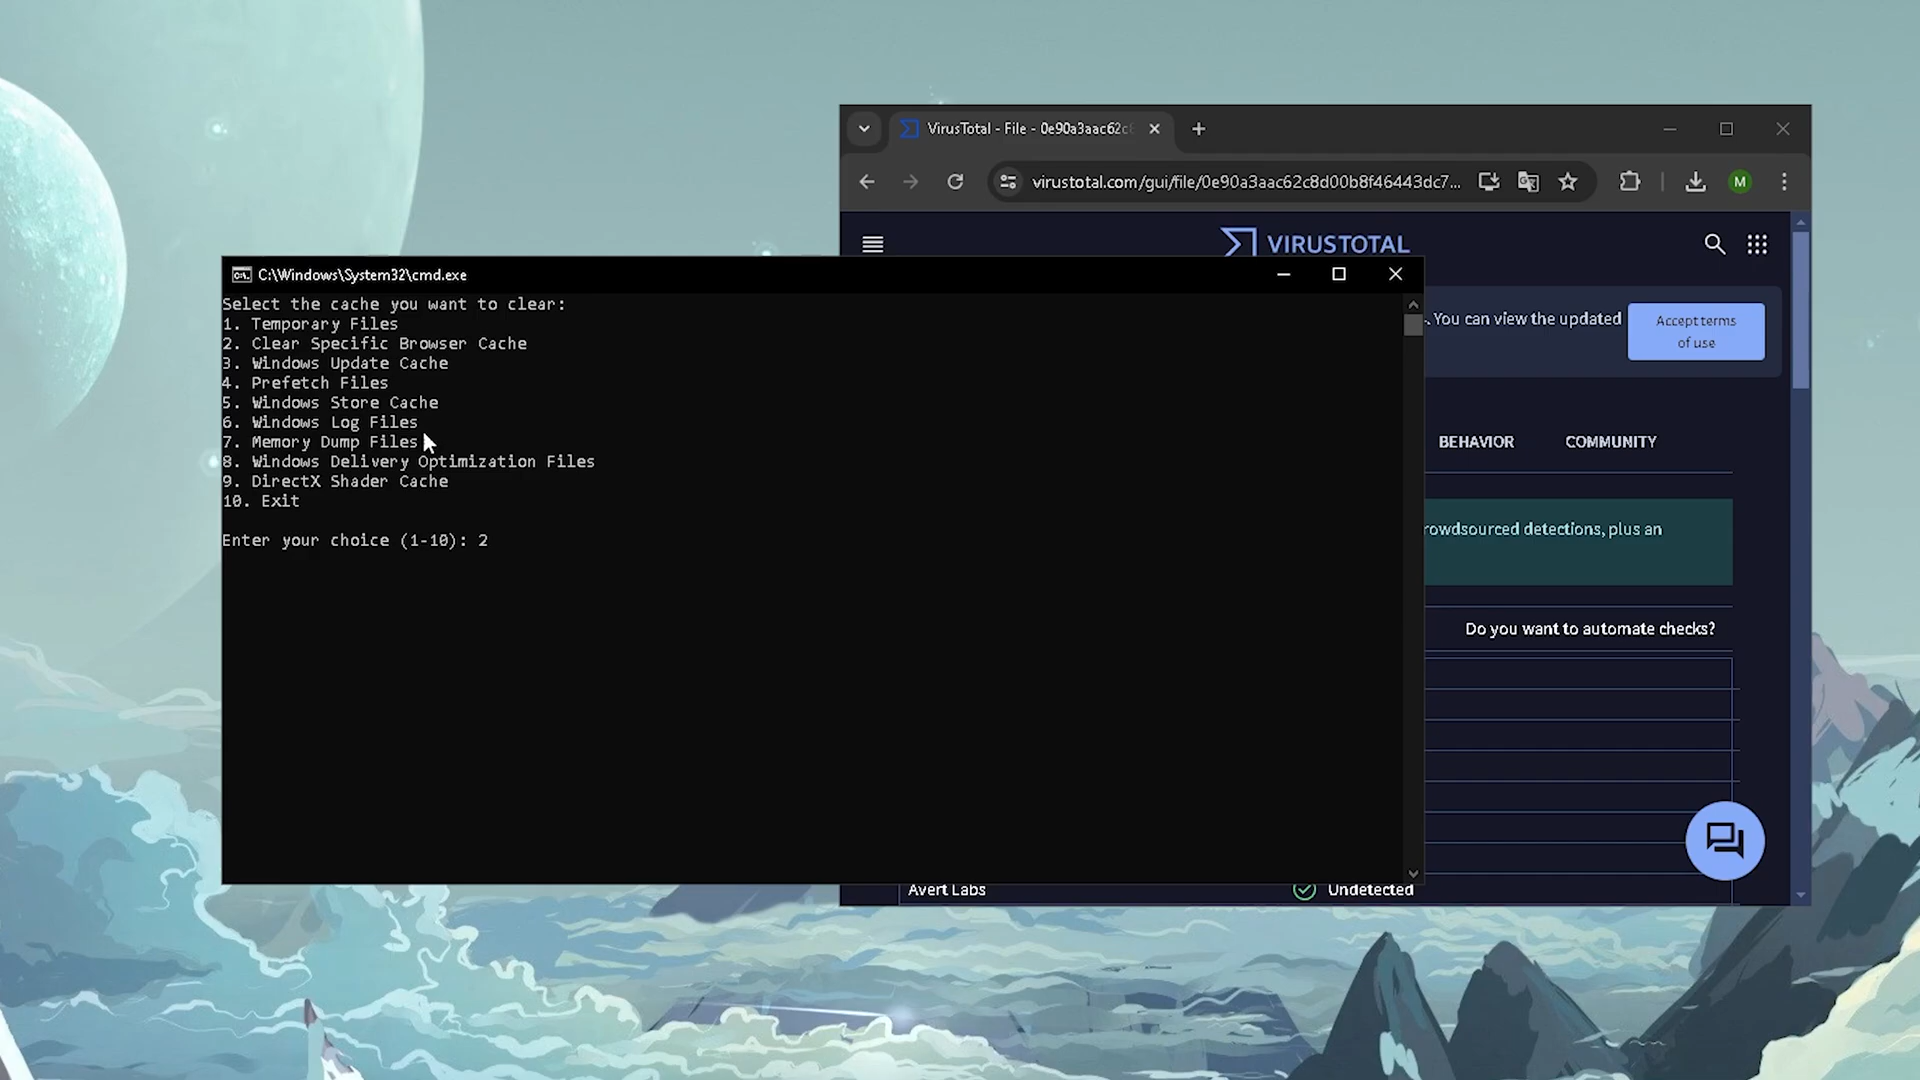 VirusTotal - File - 0e90a3aac62c
virustotal.com/gui/file/0e90a3aac62c8d00b8f46443dc7...
M
VIRUSTOTAL
C:\Windows\System32\cmd.exe
Select the cache you want to clear:
1. Temporary Files
2. Clear Specific Browser Cache
3. Windows Update Cache
4. Prefetch Files
5. Windows Store Cache
6. Windows Log Files
7. Memory Dump Files
8. Windows Delivery Optimization Files
9. DirectX Shader Cache
10. Exit
Enter your choice (1-10): 2
. You can view the updated
Accept terms
of use
BEHAVIOR
COMMUNITY
rowdsourced detections, plus an
Do you want to automate checks?
Avert Labs
Undetected